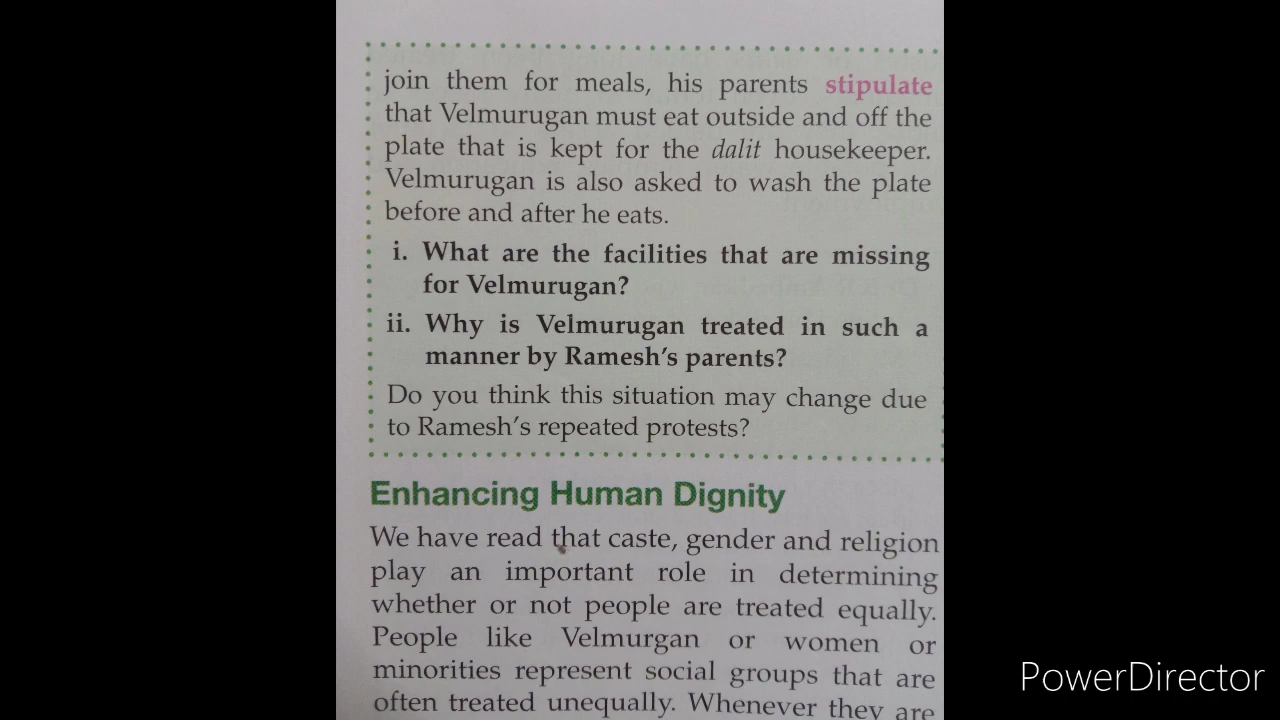 join them for meals, his parents stipulate
that Velmurugan must eat outside and off the
plate that is kept for the dalit housekeeper.
Velmurugan is also asked to wash the plate
before and after he eats.
i. What are the facilities that are missing
for Velmurugan?
ii. Why is Velmurugan treated in such a
manner by Ramesh's parents?
Do you think this situation may change due
to Ramesh's repeated protests?
Enhancing Human Dignity
We have read that caste, gender and religion
play an important role in determining
whether or not people are treated equally.
People like Velmurgan or women or
minorities represent social groups that are
often treated unequally. Whenever they are
PowerDirector